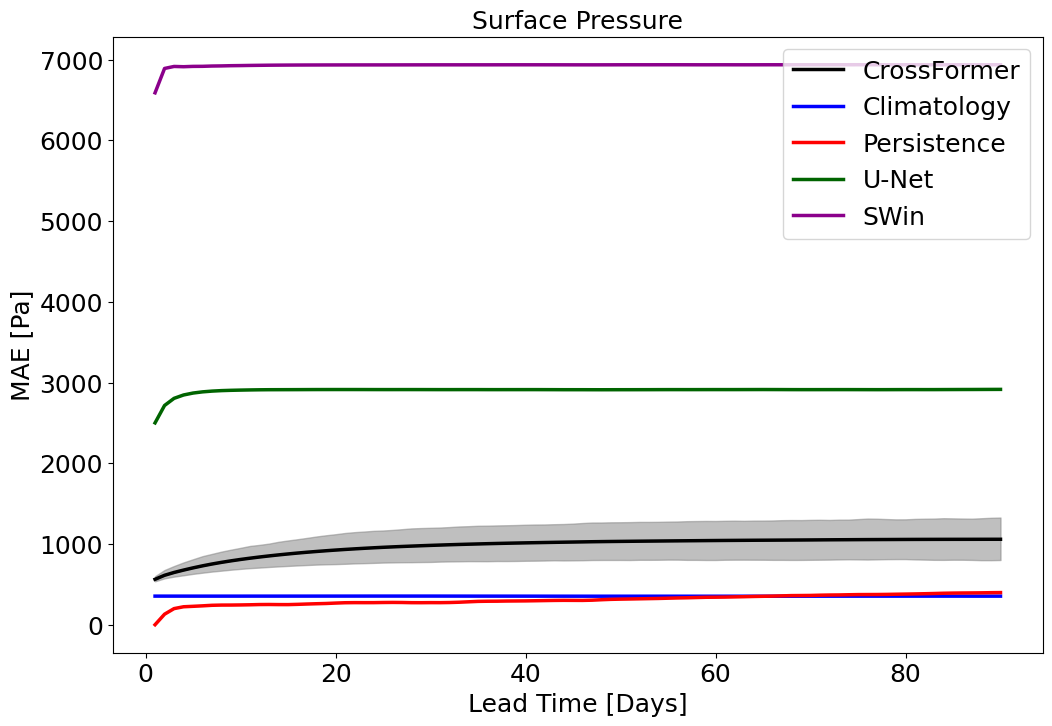 Surface Pressure
MAE [Pa]
7000
6000
5000
4000
3000
2000
1000
0
CrossFormer
Climatology
Persistence
U-Net
SWin
0 20 40 60 80
Lead Time [Days]